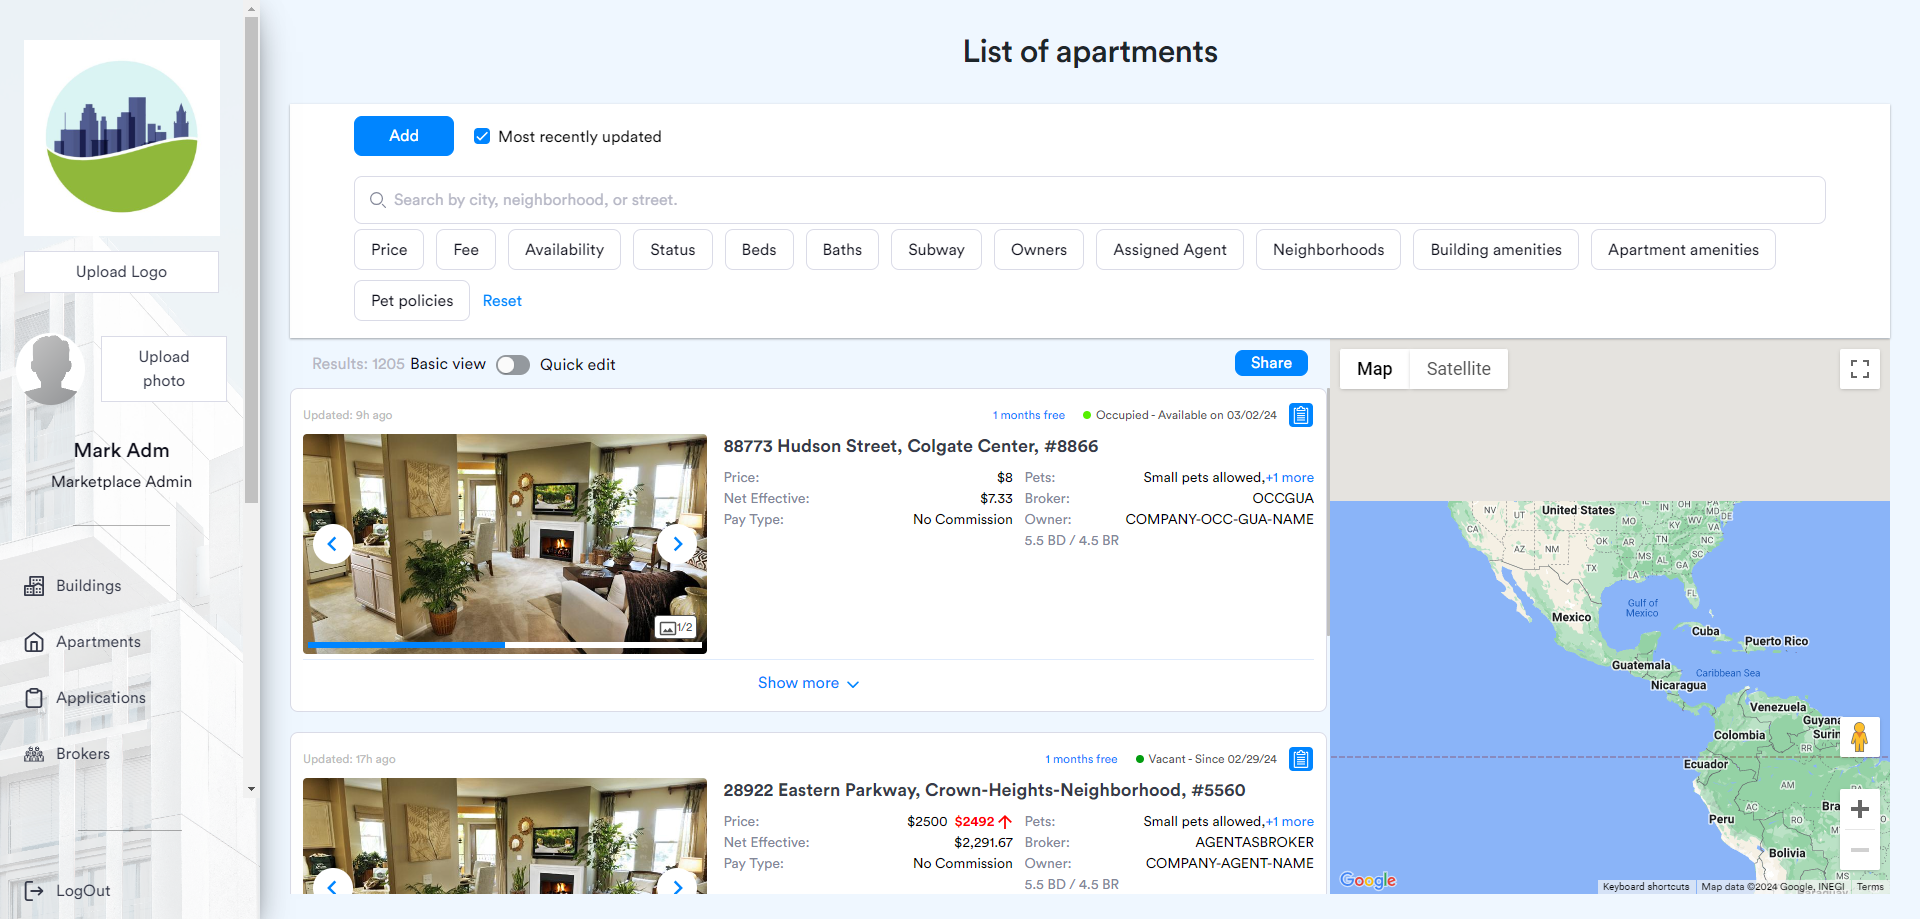 List of apartments
Upload Logo
Upload
photo
Mark Adm
Marketplace Admin
Buildings
Apartments
Applications
Brokers
LogOut
Add
Most recently updated
Search by city, neighborhood, or street.
Price
Fee
Availability
Status
Beds
Baths
Subway
Owners
Assigned Agent
Neighborhoods
Building amenities
Apartment amenities
Pet policies
Reset
Results: 1205 Basic view
Quick edit
Share
Updated: 9h ago
1 months free
Occupied - Available on 03/02/24
88773 Hudson Street, Colgate Center, #8866
Price: $8
Pets: Small pets allowed,+1 more
Net Effective: $7.33
Broker: OCCGUA
Pay Type: No Commission
Owner: COMPANY-OCC-GUA-NAME
5.5 BD / 4.5 BR
1/2
Show more
Updated: 17h ago
1 months free
Vacant - Since 02/29/24
28922 Eastern Parkway, Crown-Heights-Neighborhood, #5560
Price: $2500 $2492
Pets: Small pets allowed,+1 more
Net Effective: $2,291.67
Broker: AGENTASBROKER
Pay Type: No Commission
Owner: COMPANY-AGENT-NAME
5.5 BD / 4.5 BR
Map
Satellite
United States
NV
UT
CA
AZ
NM
TX
OK
MO
AR
LA
MS
AL
TN
KY
IN
OH
PA
MD
DE
WV
VA
NC
SC
GA
FL
Gulf of
Mexico
Mexico
Cuba
Puerto Rico
Guatemala
Caribbean Sea
Nicaragua
Venezuela
Guyana
Surin
Colombia
RR
Ecuador
AM
AC
RO
Bra
Peru
Bolivia
MS
Google
Keyboard shortcuts
Map data ©2024 Google, INEGI
Terms